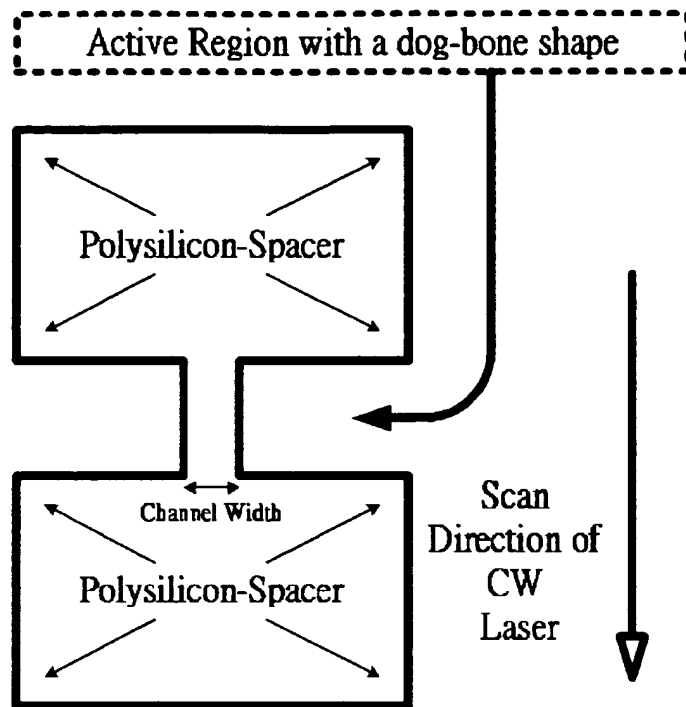 Active Region with a dog-bone shape
Polysilicon-Spacer
Channel Width
Polysilicon-Spacer
Scan
Direction of
CW
Laser